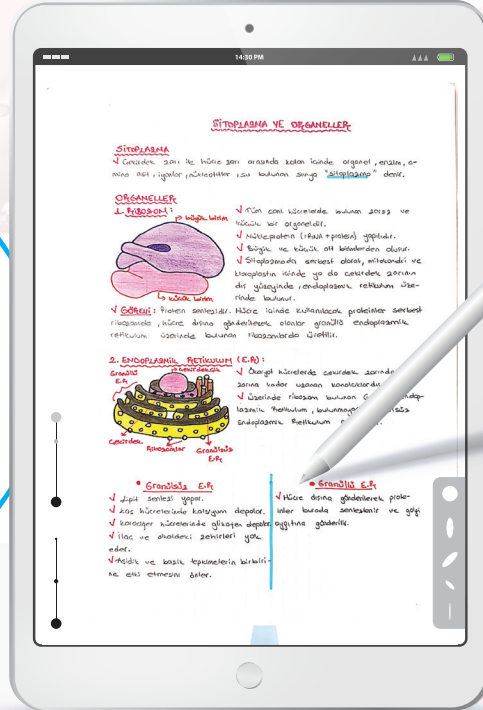 14:30 PM
SİTOPLAZMA VE ORGANELLER
SİTOPLAZMA
√ Çekirdek zarı ile hücre zarı arasında kalan içinde organel, enzim, a-
mino asit, iyonlar, nükleotitler, su bulunan sıvıya "sitoplazma" denir.
ORGANELLER
1. RİBOZOM:
büyük birim
küçük birim
√ Tüm canlı hücrelerde bulunan zarsız ve
küçük bir organeldir.
√ Nükleoprotein (rRNA+protein) yapılıdır.
√ Büyük ve küçük alt birimlerden oluşur.
√ Sitoplazmada serbest olarak, mitokondri ve
kloroplastın içinde ya da çekirdek zarının
dış yüzeyinde, endoplazmik retikulum üze-
rinde bulunur.
√ GÖREVİ: Protein sentezidir. Hücre içinde kullanılacak proteinler serbest
ribozomda, hücre dışına gönderilecek olanlar granüllü endoplazmik
retikulum üzerinde bulunan ribozomlarda üretilir.
2. ENDOPLAZMİK RETİKULUM (E.R):
Granüllü
E.R
Çekirdekçik
Çekirdek
Ribozomlar
Granülsüz
E.R
√ Ökaryot hücrelerde çekirdek zarından
zarına kadar uzanan
√ Üzerinde ribozom bulunan
lazmik Retikulum,
Endoplazmik Retikulum
• Granülsüz E.R
√ Lipit sentezi yapar.
√ Kas hücrelerinde kalsiyum depolar.
√ Karaciğer hücrelerinde glikojen depolar.
√ İlaç ve alkoldeki zehirleri yok
eder.
√ Asidik ve bazik tepkimelerin birbiri-
ne etki etmesini önler.
• Granüllü E.R
√ Hücre dışına gönderilecek prote-
inler burada sentezlenir ve golgi
aygıtına gönderilir.